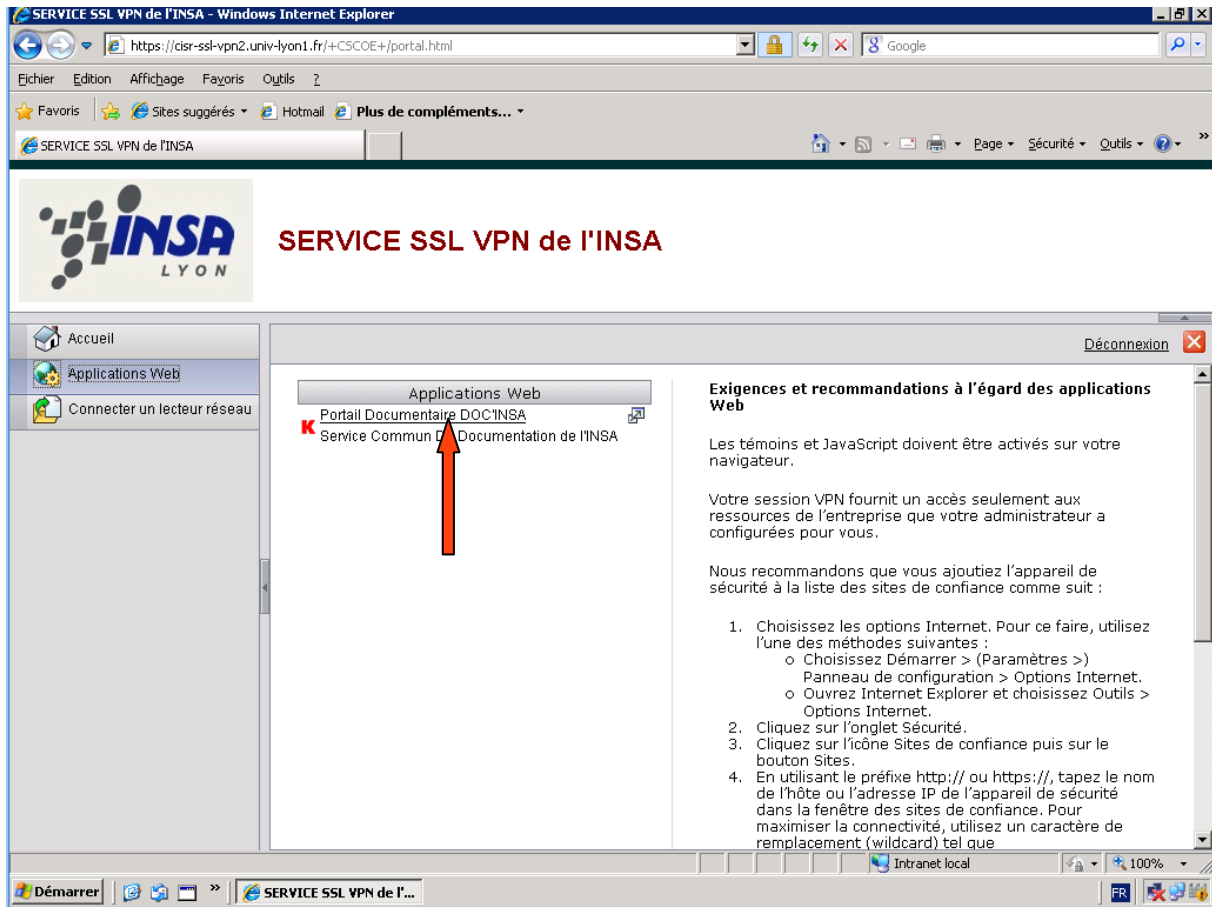 SERVICE SSL VPN de l'INSA - Windows Internet Explorer
https://cisr-ssl-vpn2.univ-lyon1.fr/+CSCOE+/portal.html
Google
Eichier Edition Affichage Favoris Outils ?
Favoris Sites suggérés Hotmail Plus de compléments...
SERVICE SSL VPN de l'INSA
Page Sécurité Outils »
INSA
LYON
SERVICE SSL VPN de l'INSA
Accueil
Applications Web
Connecter un lecteur réseau
Déconnexion
Applications Web
Portail Documentaire DOC'INSA
K
Service Commun De Documentation de l'INSA
Exigences et recommandations à l'égard des applications
Web
Les témoins et JavaScript doivent être activés sur votre
navigateur.
Votre session VPN fournit un accès seulement aux
ressources de l'entreprise que votre administrateur a
configurées pour vous.
Nous recommandons que vous ajoutiez l'appareil de
sécurité à la liste des sites de confiance comme suit :
1. Choisissez les options Internet. Pour ce faire, utilisez
l'une des méthodes suivantes :
o Choisissez Démarrer > (Paramètres >)
Panneau de configuration > Options Internet.
o Ouvrez Internet Explorer et choisissez Outils >
Options Internet.
2. Cliquez sur l'onglet Sécurité.
3. Cliquez sur l'icône Sites de confiance puis sur le
bouton Sites.
4. En utilisant le préfixe http:// ou https://, tapez le nom
de l'hôte ou l'adresse IP de l'appareil de sécurité
dans la fenêtre des sites de confiance. Pour
maximiser la connectivité, utilisez un caractère de
remplacement (wildcard) tel que
Intranet local 100%
Démarrer » SERVICE SSL VPN de l'... FR